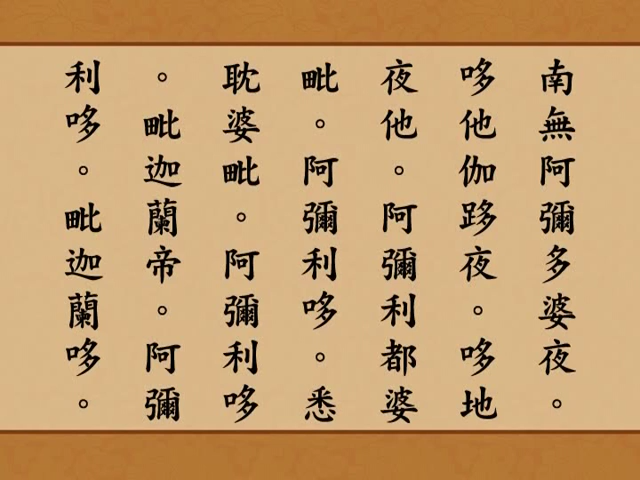 南無阿彌多婆夜。
哆他伽跢夜。哆地
夜他。阿彌利都婆
毗。阿彌利哆。悉
耽婆毗。阿彌利哆
。毗迦蘭帝。阿彌
利哆。毗迦蘭哆。